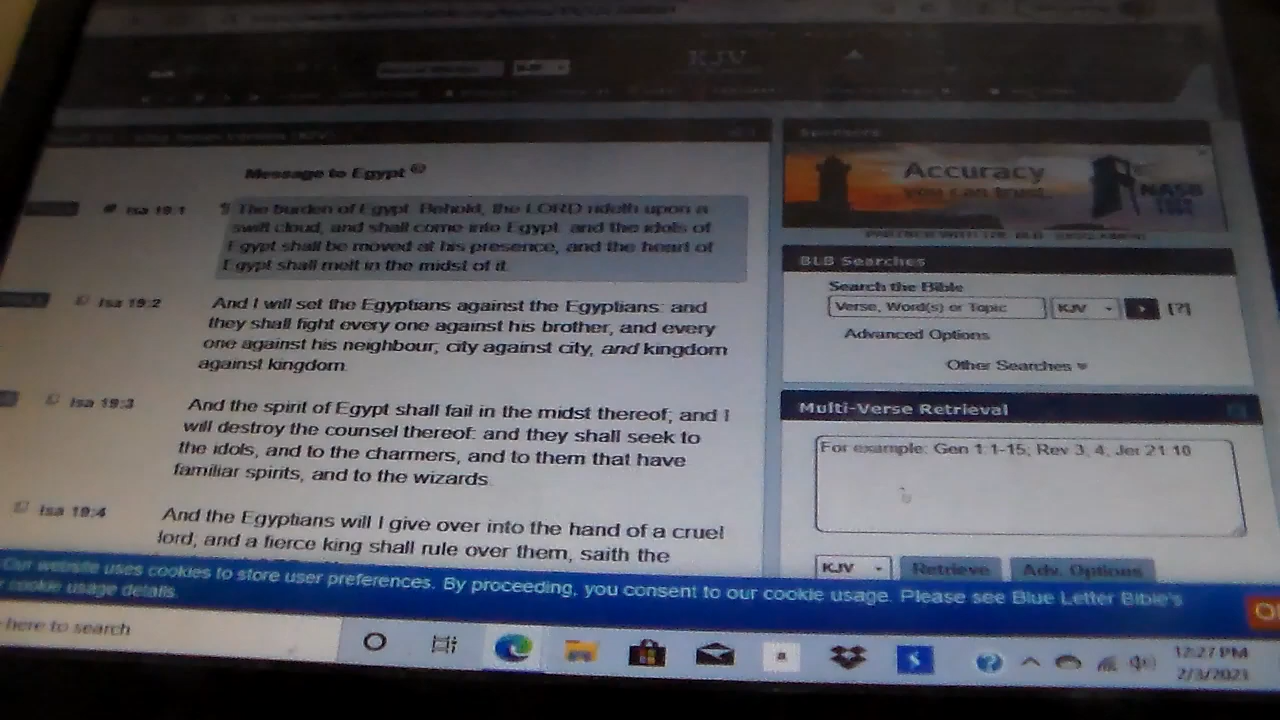 KJV
Message to Egypt
Sponsors
Accuracy
you can trust.
NASB
Isa 19:1
¶ The burden of Egypt. Behold, the LORD rideth upon a
swift cloud, and shall come into Egypt: and the idols of
Egypt shall be moved at his presence, and the heart of
Egypt shall melt in the midst of it.
Isa 19:2
And I will set the Egyptians against the Egyptians: and
they shall fight every one against his brother, and every
one against his neighbour; city against city, and kingdom
against kingdom.
Isa 19:3
And the spirit of Egypt shall fail in the midst thereof; and I
will destroy the counsel thereof: and they shall seek to
the idols, and to the charmers, and to them that have
familiar spirits, and to the wizards.
Isa 19:4
And the Egyptians will I give over into the hand of a cruel
lord; and a fierce king shall rule over them, saith the
BLB Searches
Search the Bible
Verse, Word(s) or Topic
KJV
[?]
Advanced Options
Other Searches
Multi-Verse Retrieval
For example: Gen 1:1-15; Rev 3, 4; Jer 21:10
KJV
Retrieve
Adv. Options
Our website uses cookies to store user preferences. By proceeding, you consent to our cookie usage. Please see Blue Letter Bible's
cookie usage details.
here to search
12:27 PM
2/3/2021